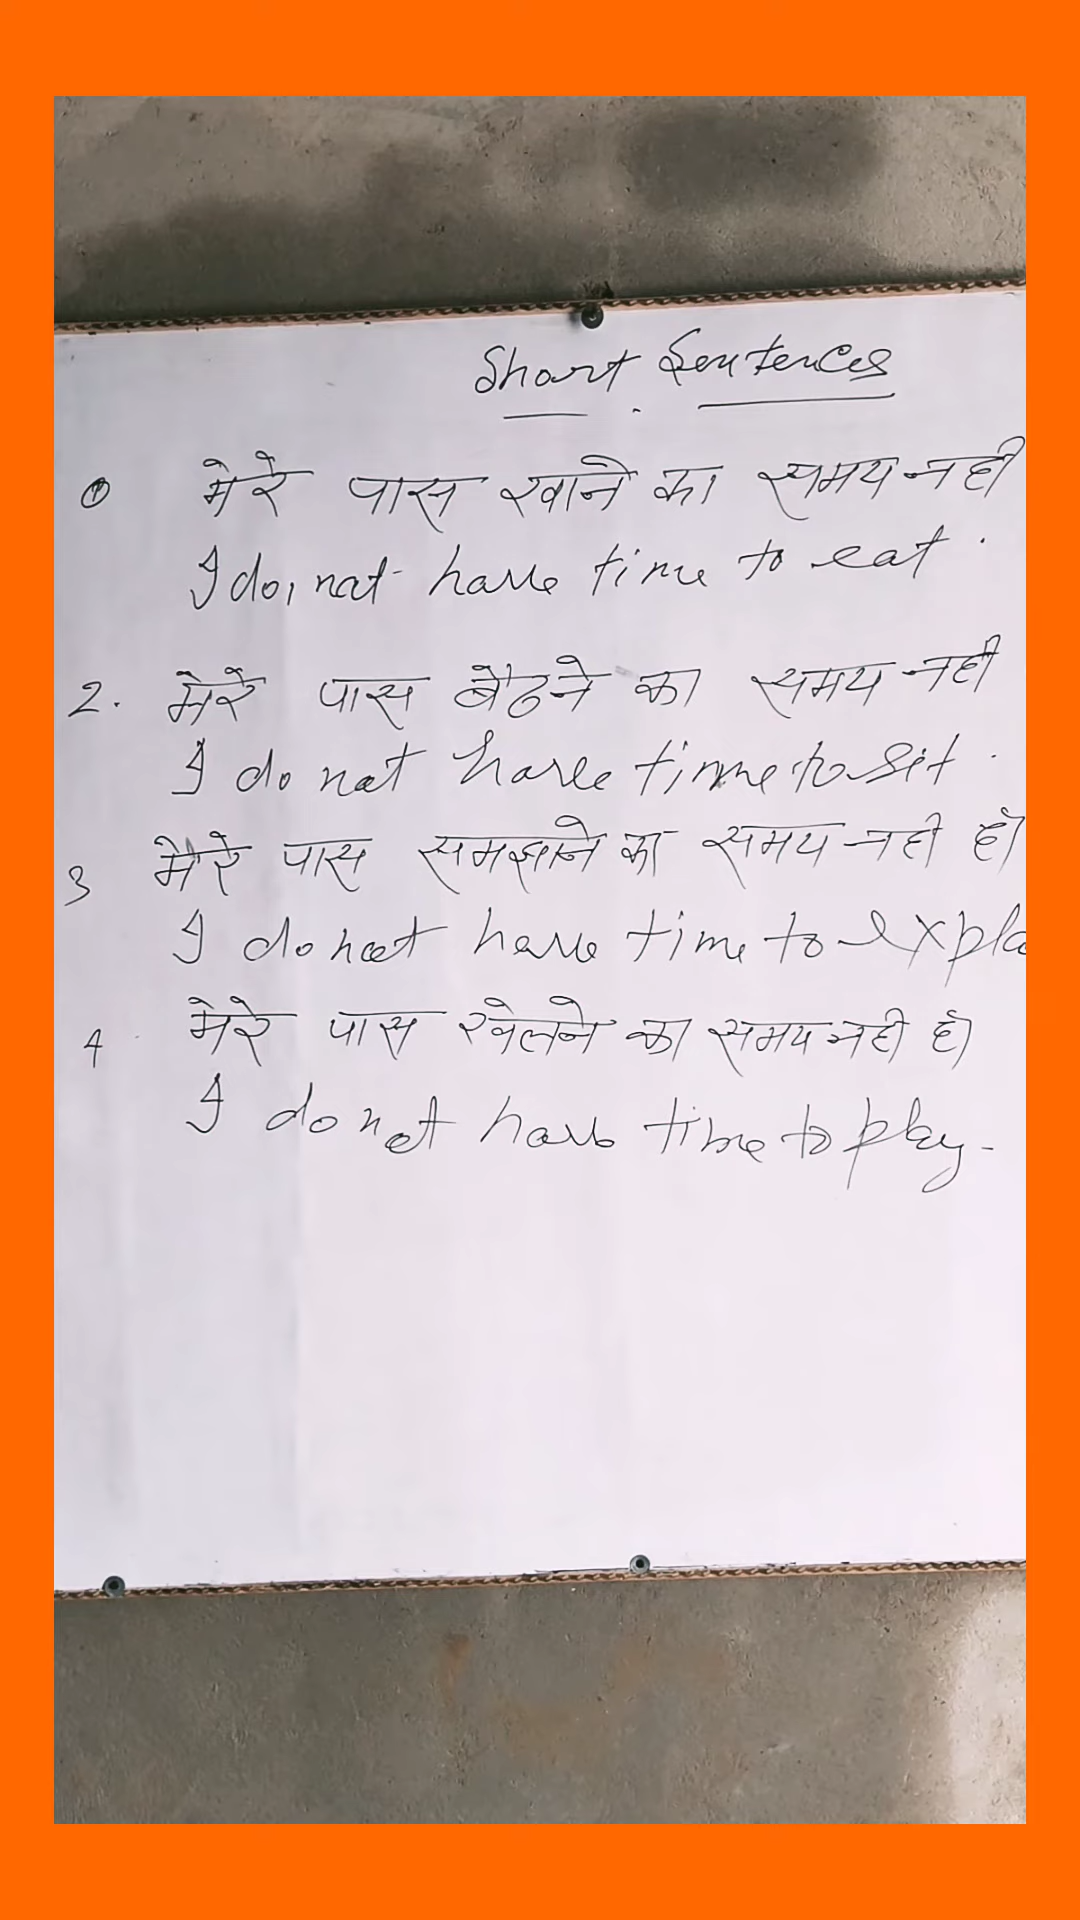 Short Sentences
① मेरे पास खाने का समय नही
I do, not have time to eat.
2. मेरे पास बैठने का समय नही
I do not have time to sit.
3 मेरे पास समझाने का समय नही है
I do not have time to expla
4. मेरे पास खेलने का समय नही है
I do not have time to play-